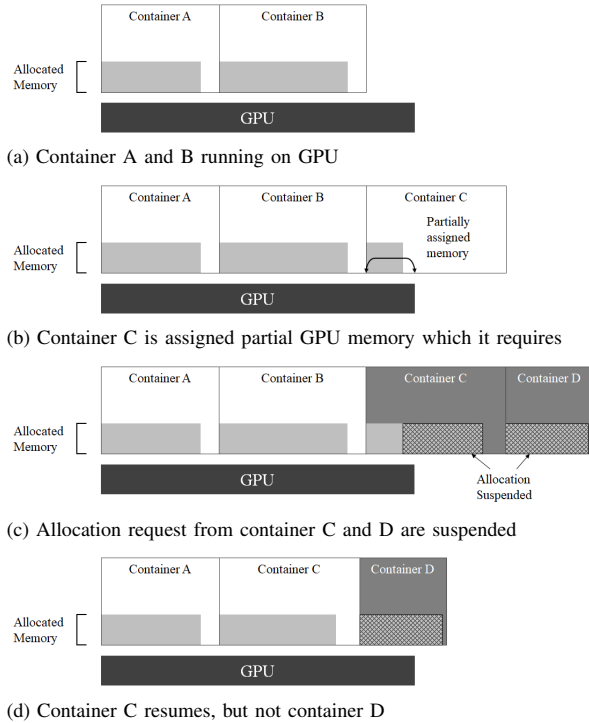 Container A
Container B
Allocated
Memory
GPU
(a) Container A and B running on GPU
Container A
Container B
Container C
Partially
assigned
memory
Allocated
Memory
GPU
(b) Container C is assigned partial GPU memory which it requires
Container A
Container B
Container C
Container D
Allocated
Memory
GPU
Allocation
Suspended
(c) Allocation request from container C and D are suspended
Container A
Container C
Container D
Allocated
Memory
GPU
(d) Container C resumes, but not container D